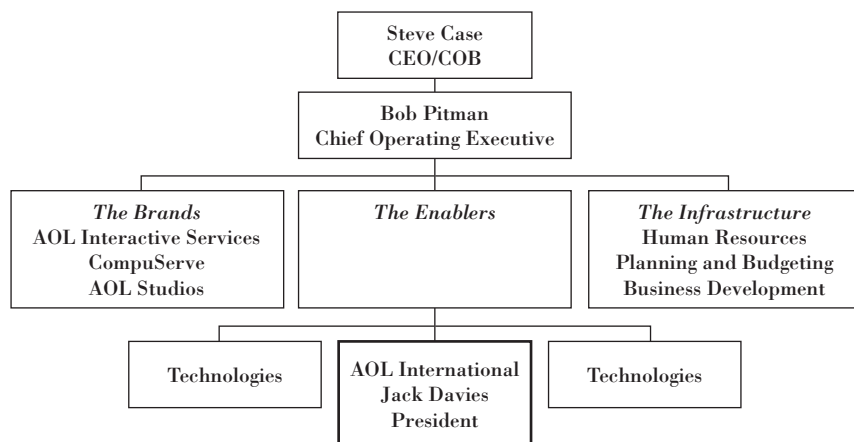 Steve Case
CEO/COB
Bob Pitman
Chief Operating Executive
The Brands
AOL Interactive Services
CompuServe
AOL Studios
The Enablers
The Infrastructure
Human Resources
Planning and Budgeting
Business Development
Technologies
AOL International
Jack Davies
President
Technologies